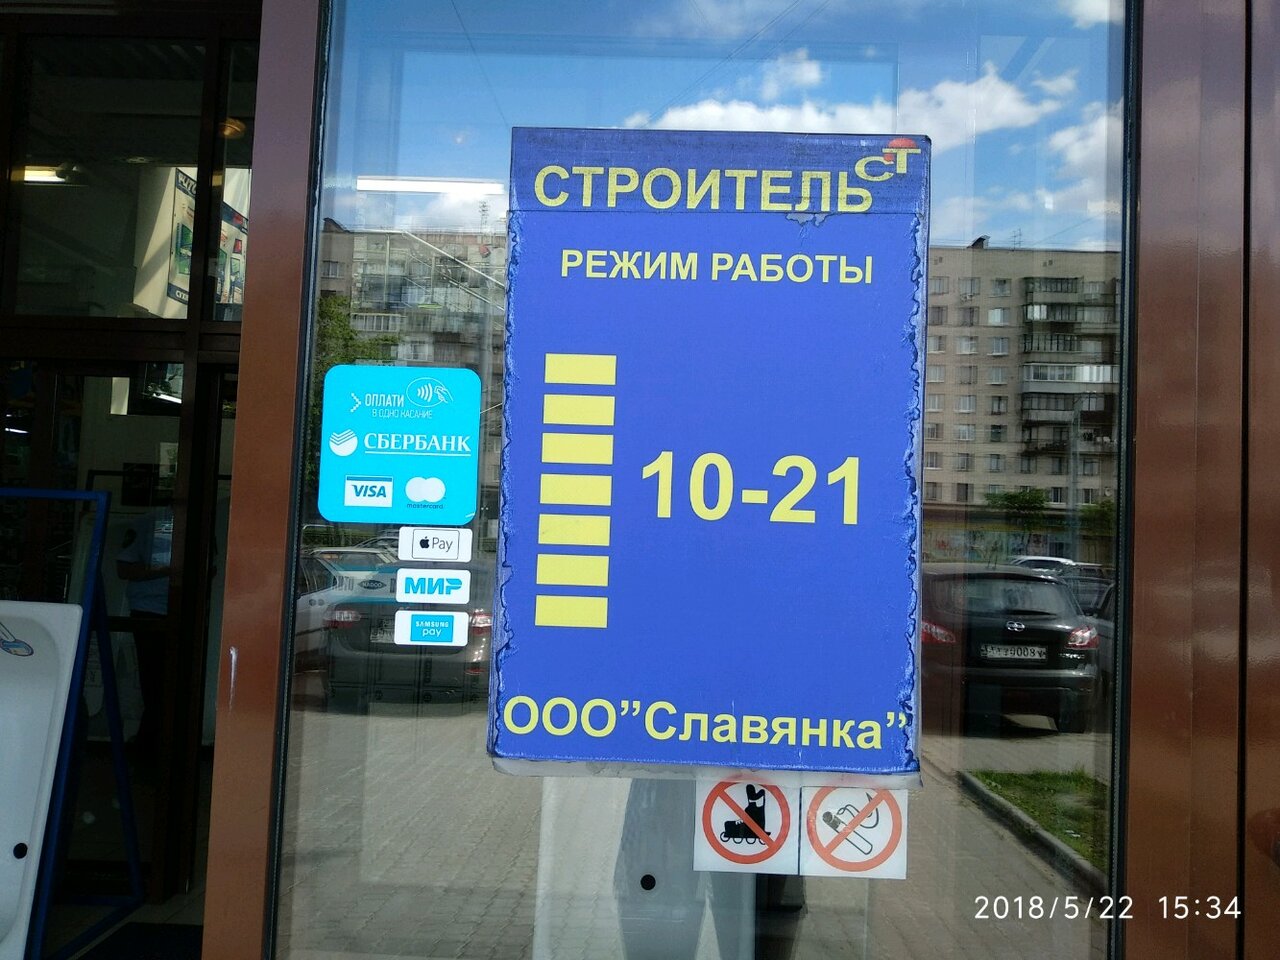 СТРОИТЕЛЬ
СТ
РЕЖИМ РАБОТЫ
10-21
ООО"Славянка"
ОПЛАТИ
В ОДНО КАСАНИЕ
СБЕРБАНК
VISA
mastercard
Pay
МИР
SAMSUNG
pay
2018/5/22 15:34